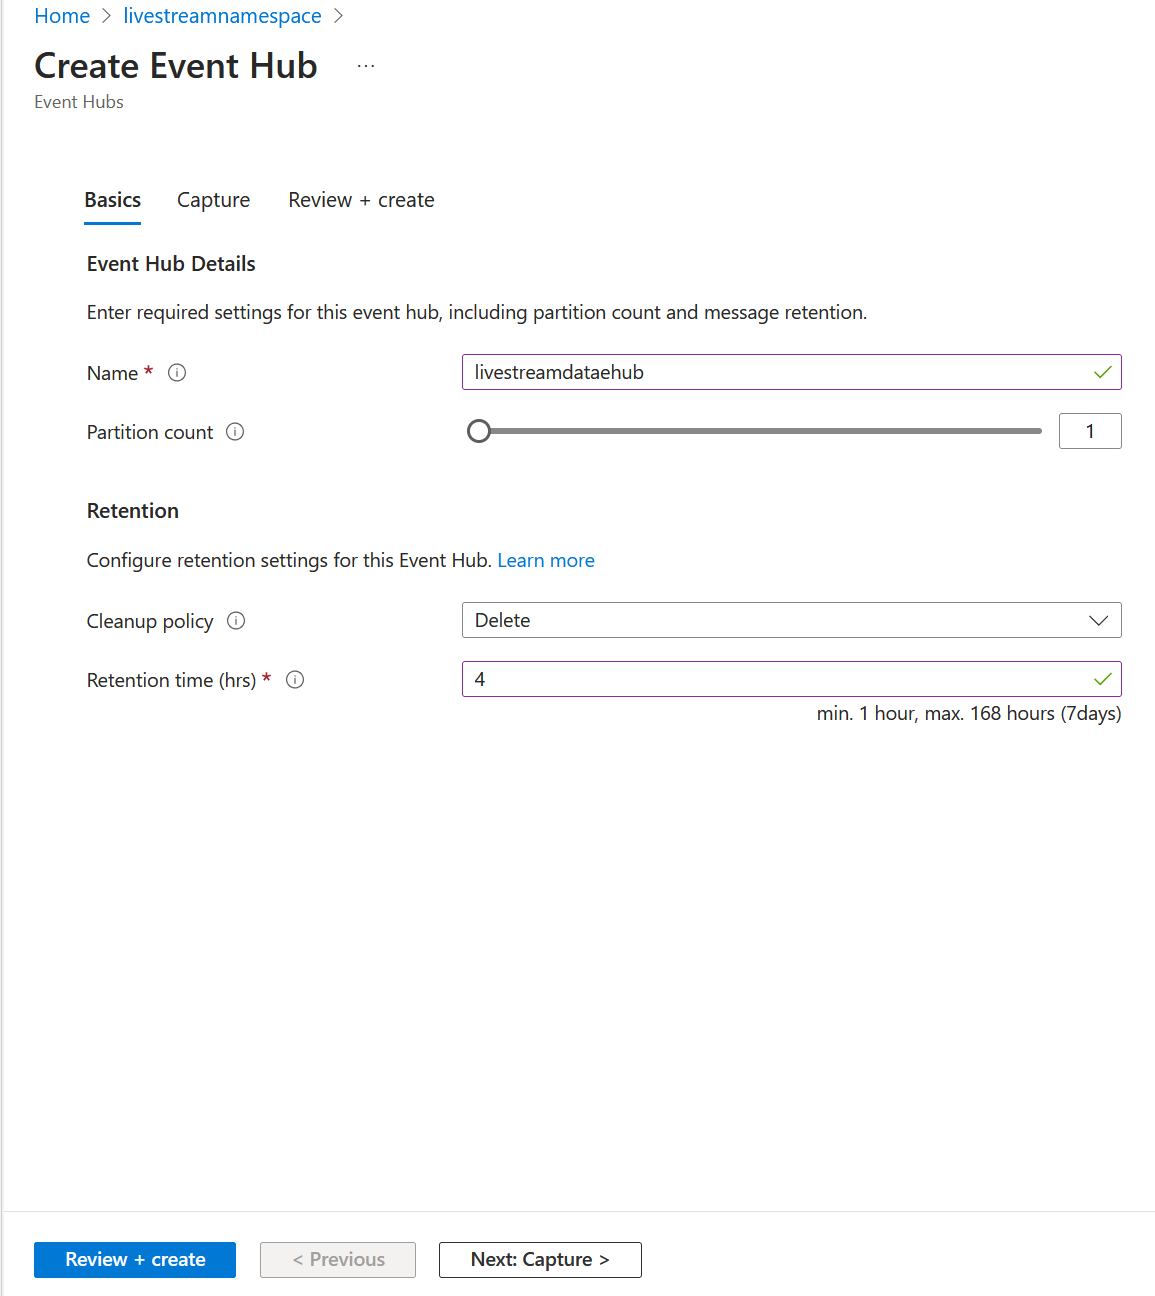 Home > livestreamnamespace >
Create Event Hub ...
Event Hubs
Basics Capture Review + create
Event Hub Details
Enter required settings for this event hub, including partition count and message retention.
Name * livestreamdataehub
Partition count 1
Retention
Configure retention settings for this Event Hub. Learn more
Cleanup policy Delete
Retention time (hrs) * 4
min. 1 hour, max. 168 hours (7days)
Review + create < Previous Next: Capture >